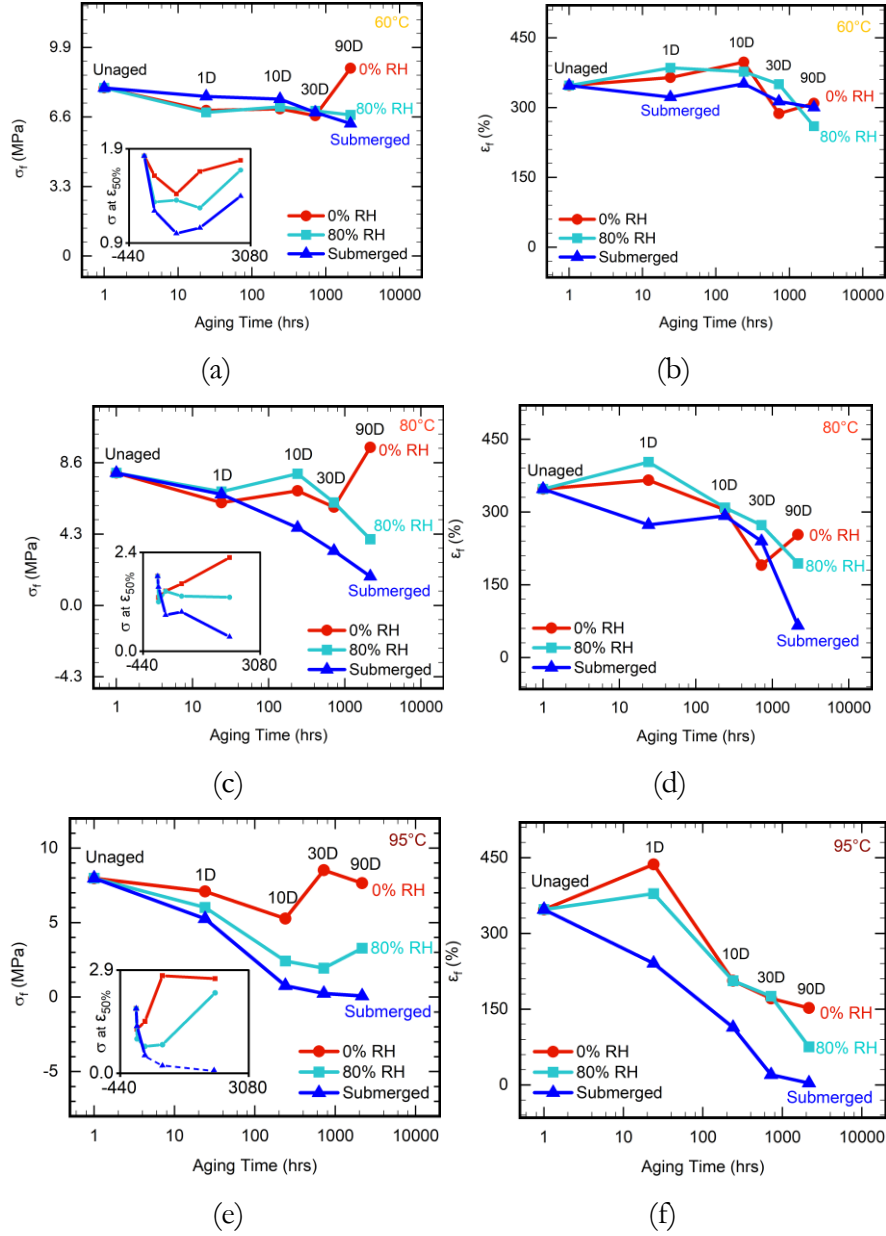 60°C
9.9
6.6
3.3
0
σf (MPa)
Unaged
1D
10D
30D
90D
0% RH
80% RH
Submerged
1.9
0.9
σ at ε50%
-440
3080
0% RH
80% RH
Submerged
1
10
100
1000
10000
Aging Time (hrs)
(a)
60°C
450
300
150
0
εf (%)
Unaged
1D
10D
30D
90D
0% RH
80% RH
Submerged
0% RH
80% RH
Submerged
1
10
100
1000
10000
Aging Time (hrs)
(b)
80°C
8.6
4.3
0.0
-4.3
σf (MPa)
Unaged
1D
10D
30D
90D
0% RH
80% RH
Submerged
2.4
0.0
σ at ε50%
-440
3080
0% RH
80% RH
Submerged
1
10
100
1000
10000
Aging Time (hrs)
(c)
80°C
450
300
150
0
εf (%)
Unaged
1D
10D
30D
90D
0% RH
80% RH
Submerged
0% RH
80% RH
Submerged
1
10
100
1000
10000
Aging Time (hrs)
(d)
95°C
10
5
0
-5
σf (MPa)
Unaged
1D
10D
30D
90D
0% RH
80% RH
Submerged
2.9
0.0
σ at ε50%
-440
3080
0% RH
80% RH
Submerged
1
10
100
1000
10000
Aging Time (hrs)
(e)
95°C
450
300
150
0
εf (%)
Unaged
1D
10D
30D
90D
0% RH
80% RH
Submerged
0% RH
80% RH
Submerged
1
10
100
1000
10000
Aging Time (hrs)
(f)